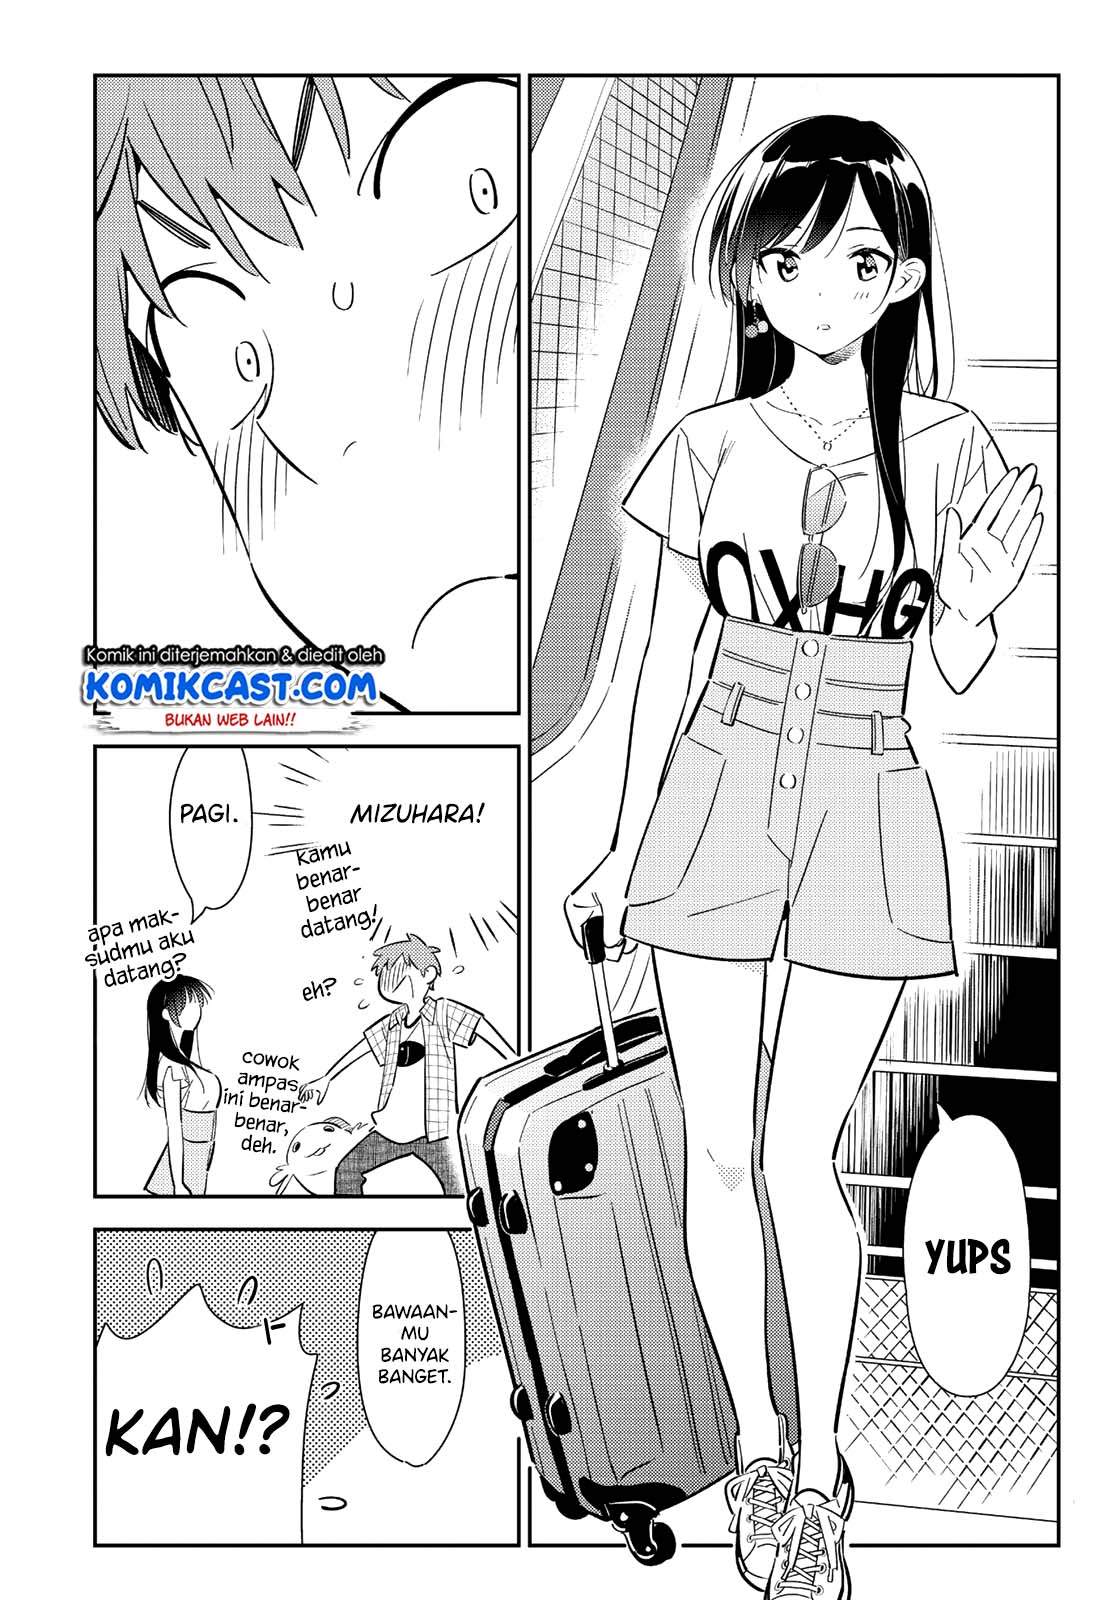 Komik ini diterjemahkan & diedit oleh
KOMIKCAST.COM
BUKAN WEB LAIN!!
OXHG
YUPS
PAGI.
MIZUHARA!
kamu
benar-
benar
datang!
apa mak-
sudmu aku
datang?
eh?
cowok
ampas
ini benar-
benar,
deh.
BAWAAN-
MU
BANYAK
BANGET.
KAN!?